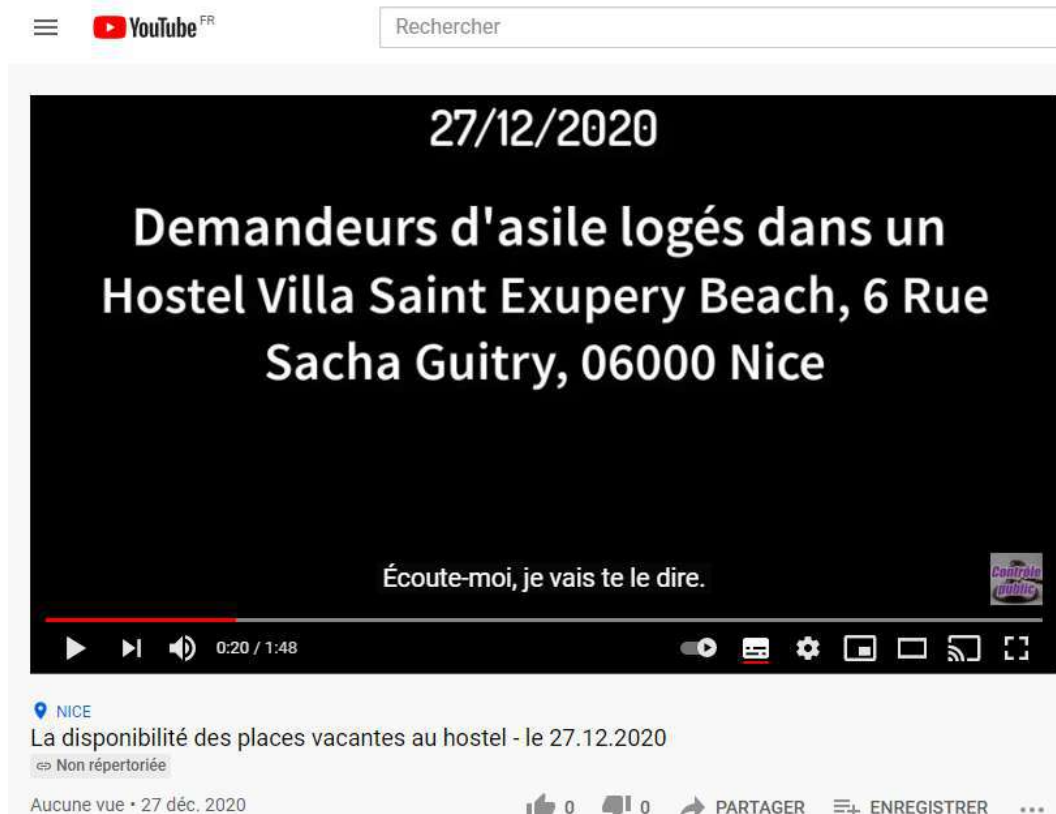 YouTube FR
Rechercher
27/12/2020
Demandeurs d'asile logés dans un
Hostel Villa Saint Exupery Beach, 6 Rue
Sacha Guitry, 06000 Nice
Écoute-moi, je vais te le dire.
Contrôle
public
0:20 / 1:48
NICE
La disponibilité des places vacantes au hostel - le 27.12.2020
Non répertoriée
Aucune vue • 27 déc. 2020 0 0 PARTAGER ENREGISTRER